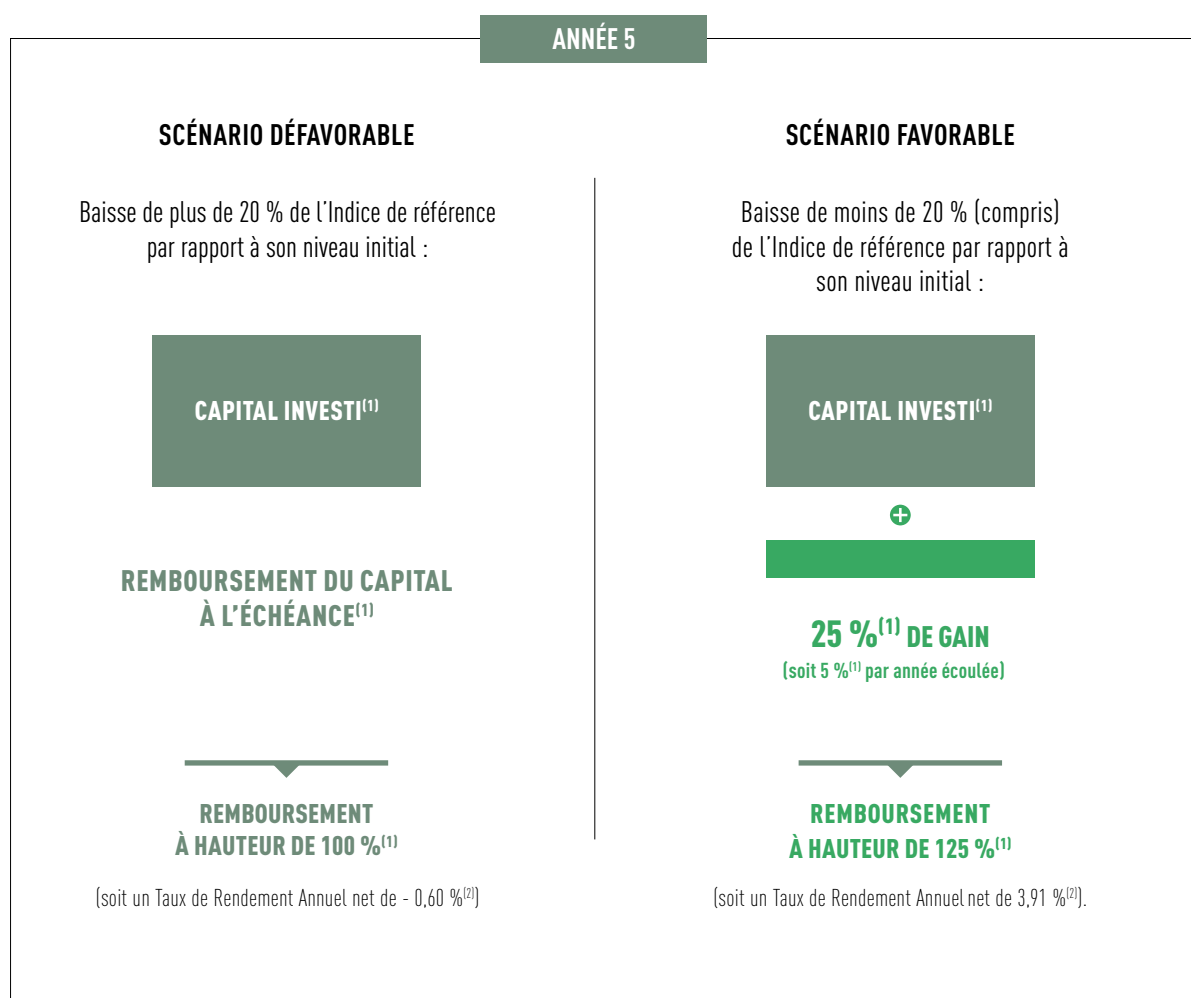 ANNÉE 5
SCÉNARIO DÉFAVORABLE
Baisse de plus de 20 % de l’Indice de référence
par rapport à son niveau initial :
CAPITAL INVESTI(1)
REMBOURSEMENT DU CAPITAL
À L’ÉCHÉANCE(1)
REMBOURSEMENT
À HAUTEUR DE 100 %(1)
(soit un Taux de Rendement Annuel net de - 0,60 %(2))
SCÉNARIO FAVORABLE
Baisse de moins de 20 % (compris)
de l’Indice de référence par rapport à
son niveau initial :
CAPITAL INVESTI(1)
+
25 %(1) DE GAIN
(soit 5 %(1) par année écoulée)
REMBOURSEMENT
À HAUTEUR DE 125 %(1)
(soit un Taux de Rendement Annuel net de 3,91 %(2)).